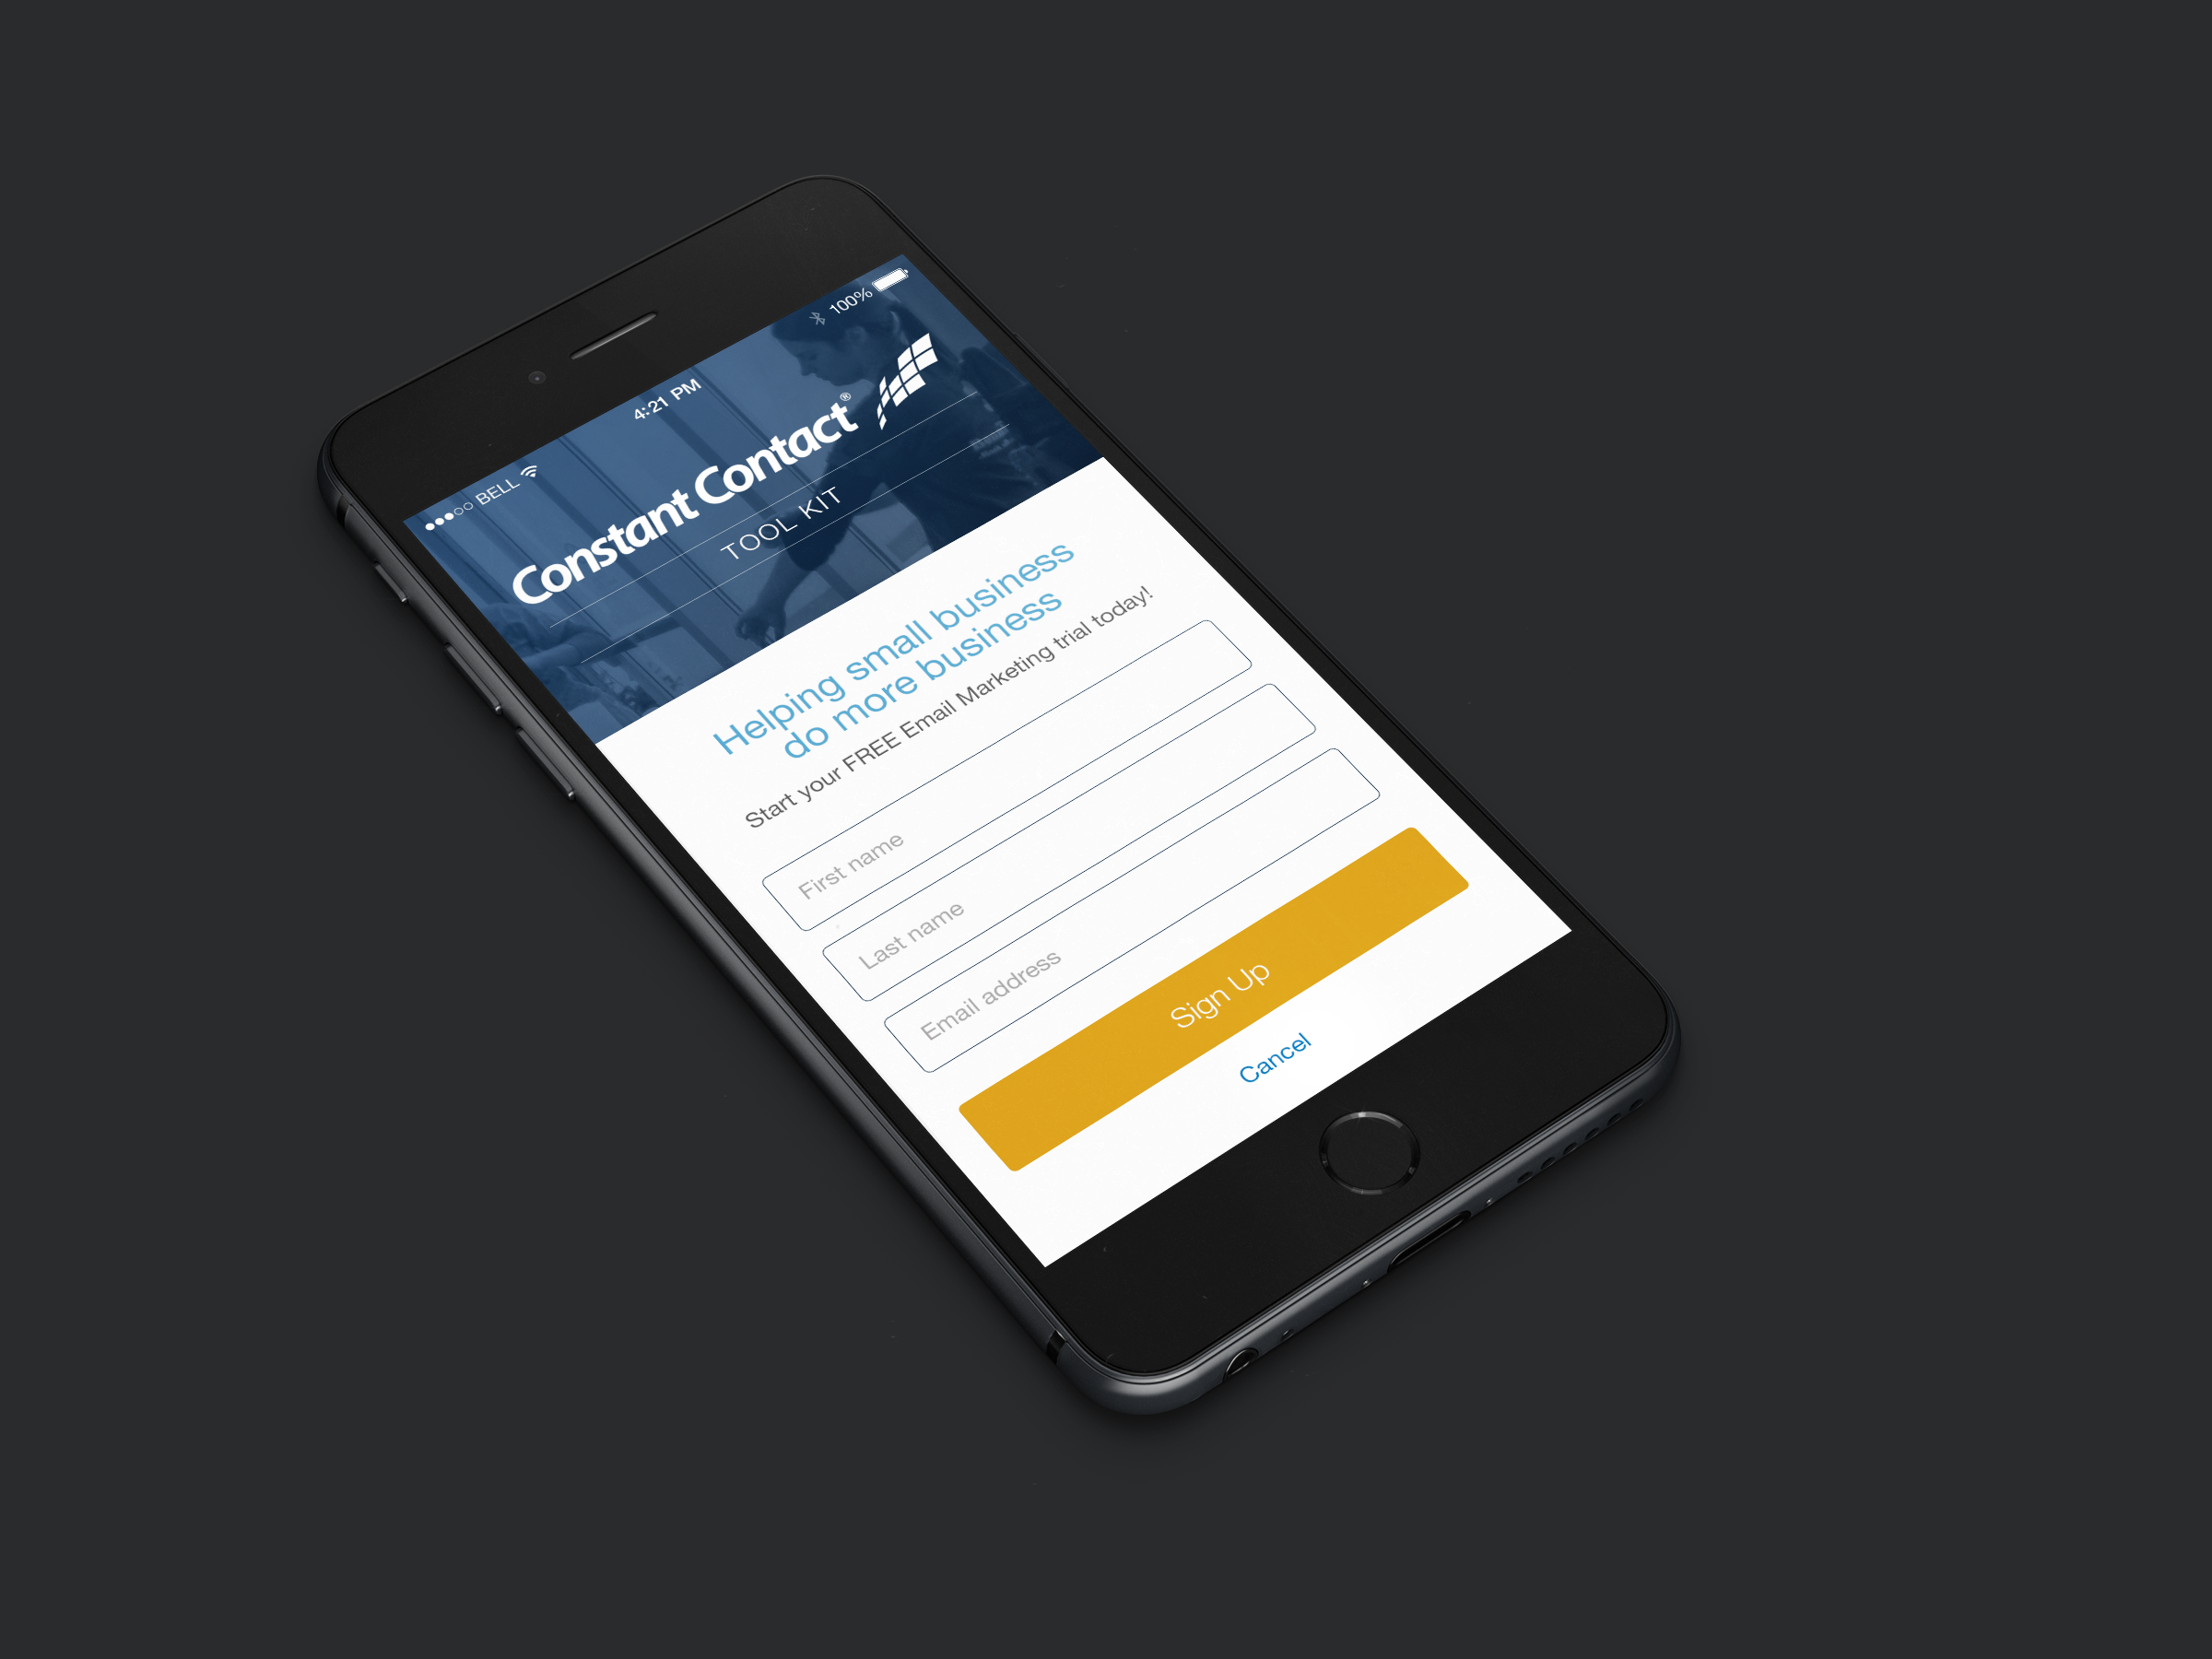 ●●●○○ BELL 4:21 PM 100%
Constant Contact®
TOOL KIT
Helping small business
do more business
Start your FREE Email Marketing trial today!
First name
Last name
Email address
Sign Up
Cancel